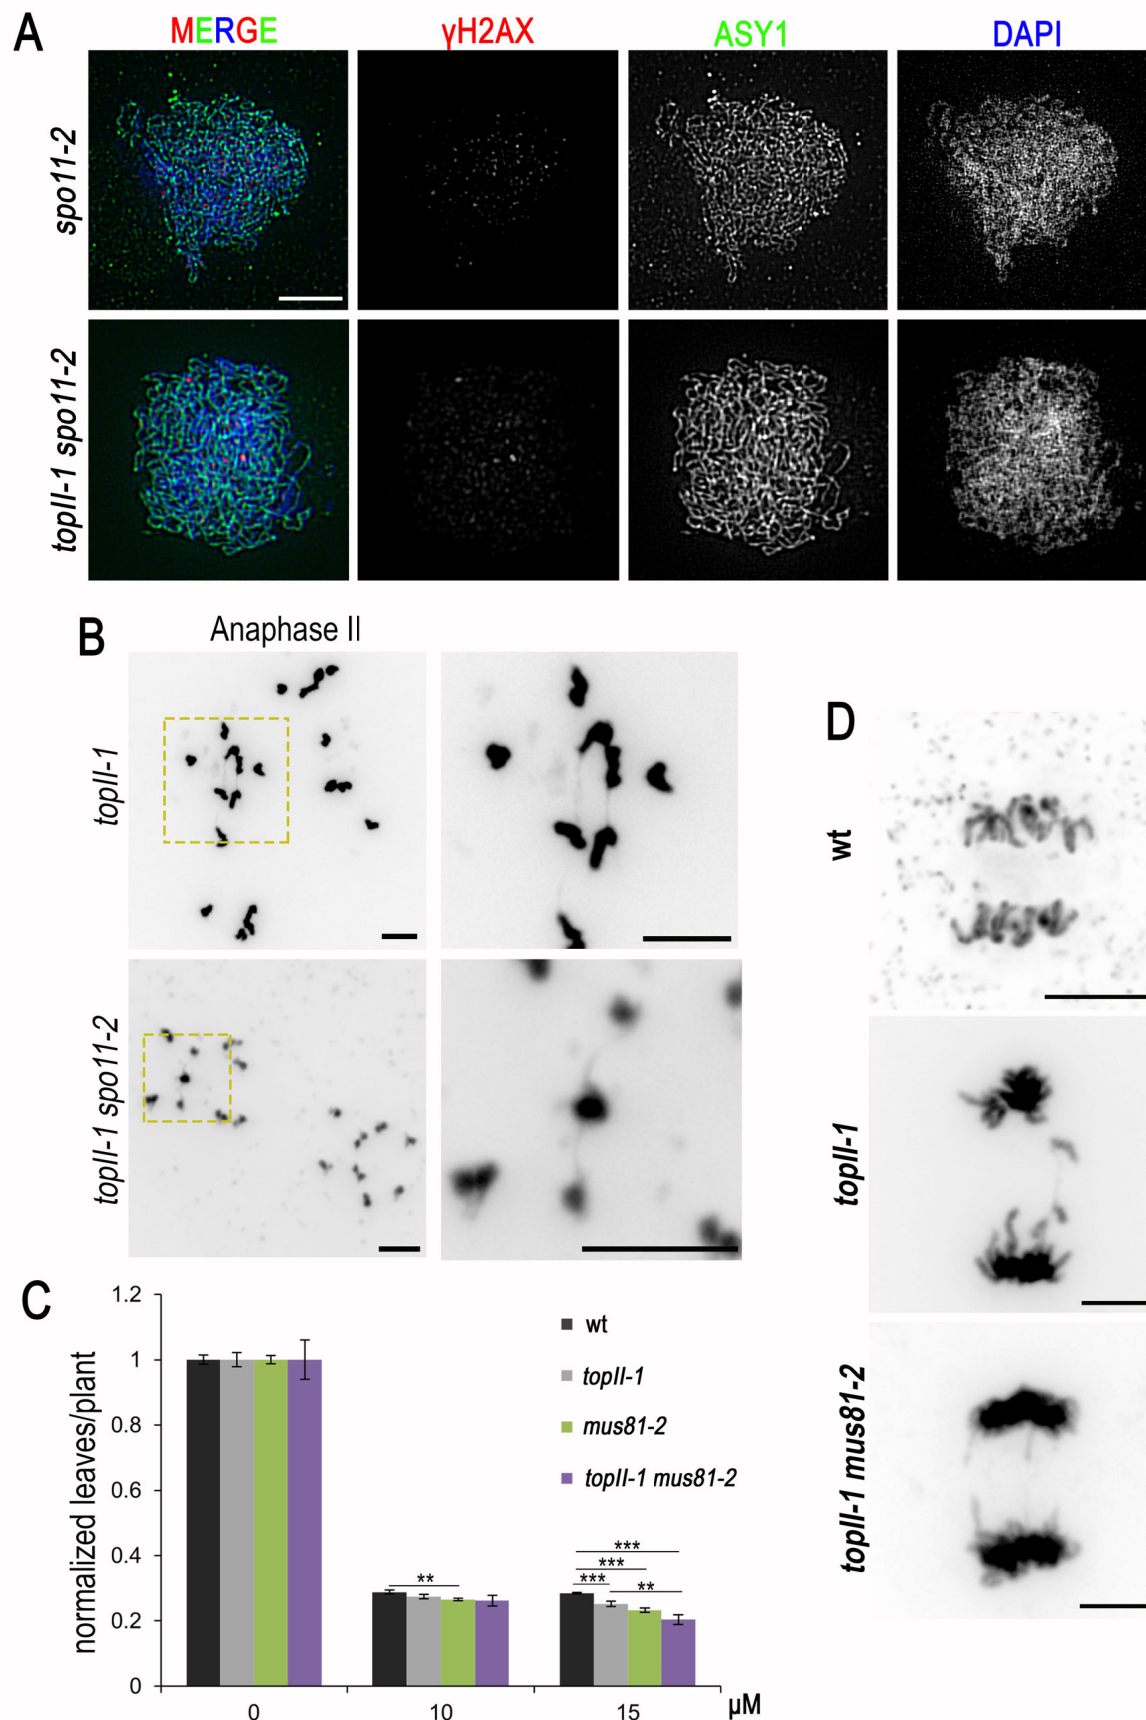 A
MERGE γH2AX ASY1 DAPI
spo11-2
topII-1 spo11-2
B
Anaphase II
topII-1
topII-1 spo11-2
C
normalized leaves/plant
1.2
1
0.8
0.6
0.4
0.2
0
wt
topII-1
mus81-2
topII-1 mus81-2
**
***
***
*** **
0 10 15 µM
D
wt
topII-1
topII-1 mus81-2